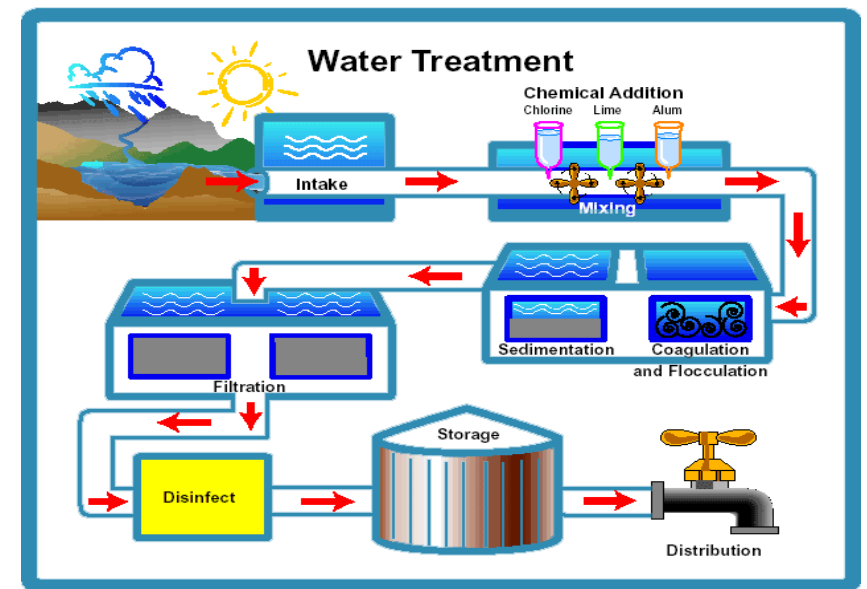 Water Treatment
Chemical Addition
Chlorine Lime Alum
Intake
Mixing
Sedimentation
Coagulation
and Flocculation
Filtration
Storage
Disinfect
Distribution